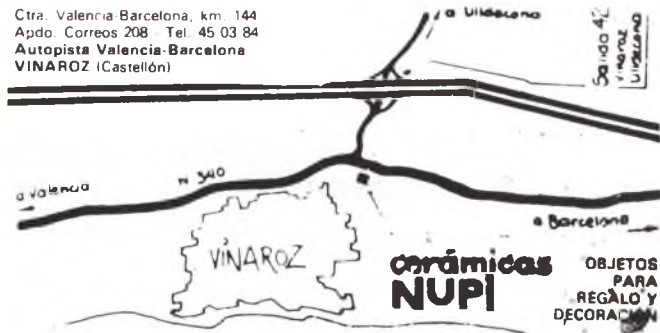 Ctra. Valencia-Barcelona, km. 144
Apdo. Correos 208 - Tel. 45 03 84
Autopista Valencia-Barcelona
VINAROZ (Castellón)
a Ulldecona
Salida 42
Vinaroz
Ulldecona
N 340
a Valencia
a Barcelona
VINAROZ
cerámicas
NUPI
OBJETOS
PARA
REGALO Y
DECORACION